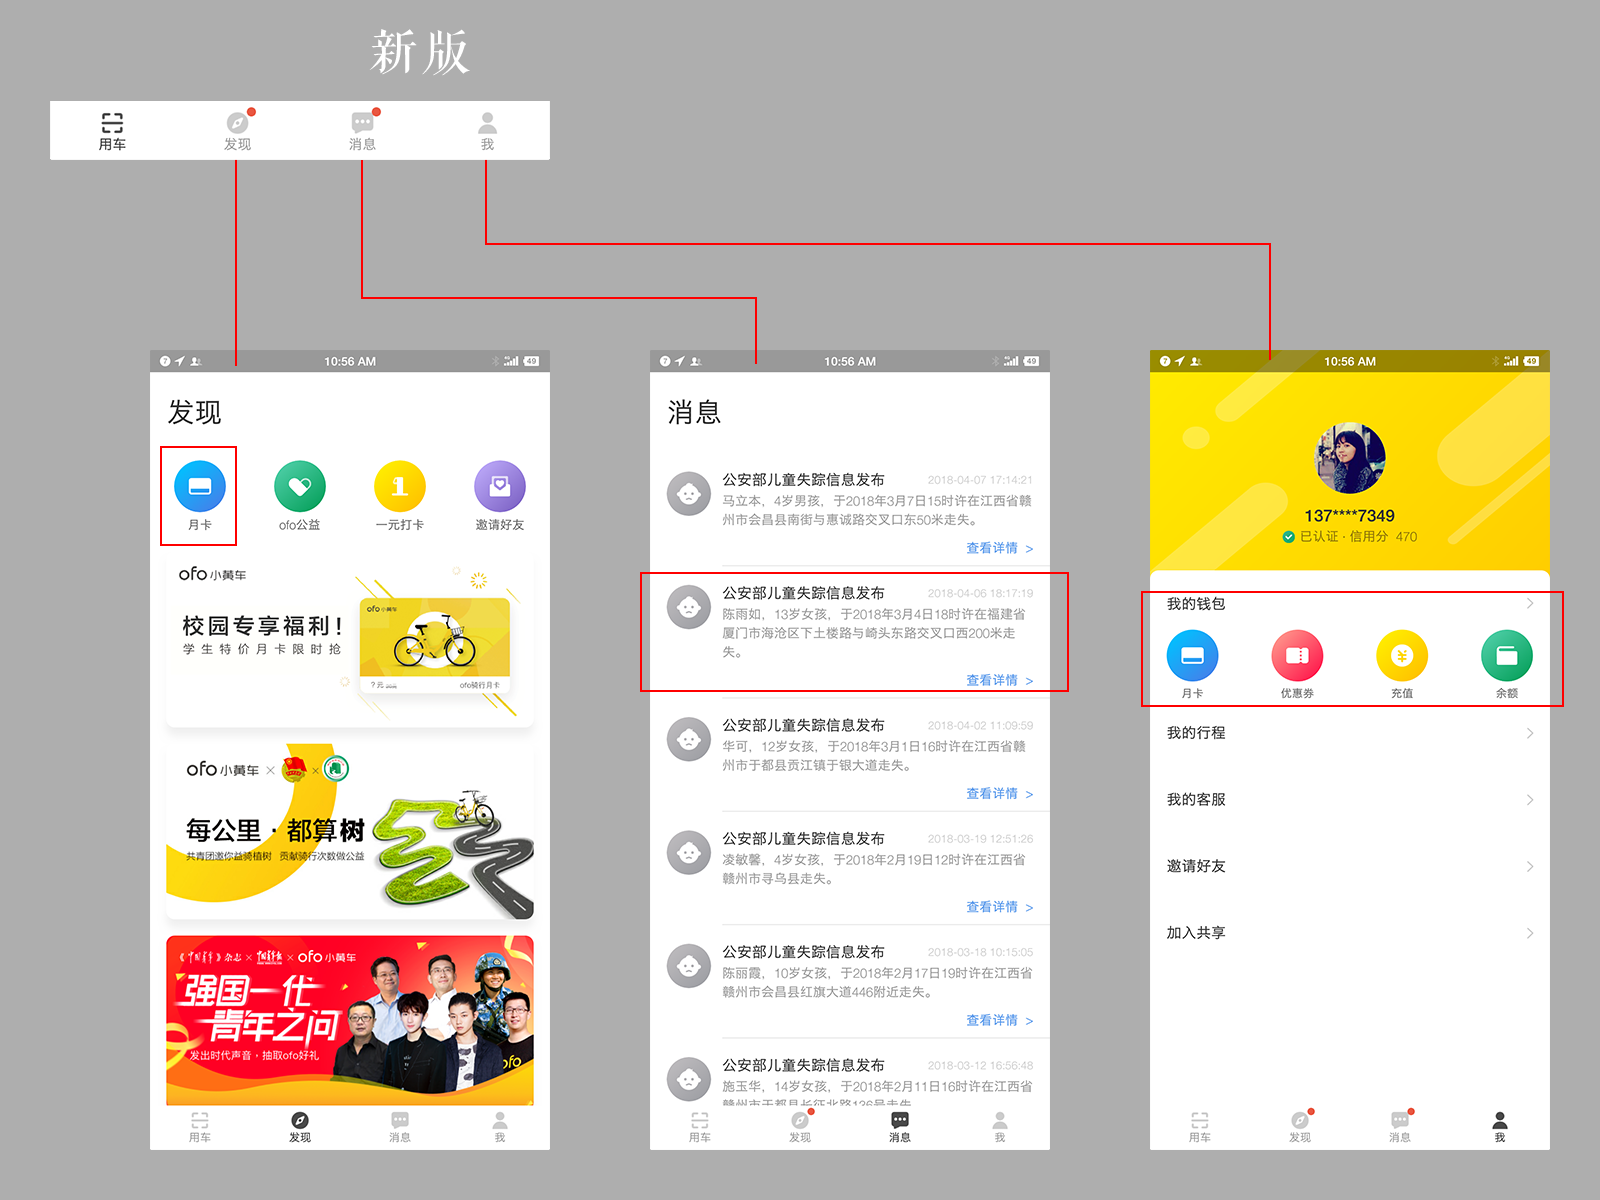 新版
用车
发现
消息
我
10:56 AM
49
发现
月卡
ofo公益
一元打卡
邀请好友
ofo小黄车
校园专享福利!
学生特价月卡限时抢
ofo小黄车
?元
ofo骑行月卡
ofo小黄车 × ×
每公里·都算树
共青团邀你益骑植树 贡献骑行次数做公益
《中国青年》杂志×中国青年报×ofo小黄车
强国一代
青年之问
发出时代声音·抽取ofo好礼
ofo
用车
发现
消息
我
10:56 AM
49
消息
公安部儿童失踪信息发布 2018-04-07 17:14:21
马立本，4岁男孩，于2018年3月7日15时许在江西省赣
州市会昌县南街与惠诚路交叉口东50米走失。
查看详情 >
公安部儿童失踪信息发布 2018-04-06 18:17:19
陈雨如，13岁女孩，于2018年3月4日18时许在福建省
厦门市海沧区下土楼路与崎头东路交叉口西200米走
失。
查看详情 >
公安部儿童失踪信息发布 2018-04-02 11:09:59
华可，12岁女孩，于2018年3月1日16时许在江西省赣
州市于都县贡江镇于银大道走失。
查看详情 >
公安部儿童失踪信息发布 2018-03-19 12:51:26
凌敏馨，4岁女孩，于2018年2月19日12时许在江西省
赣州市寻乌县走失。
查看详情 >
公安部儿童失踪信息发布 2018-03-18 10:15:05
陈丽霞，10岁女孩，于2018年2月17日19时许在江西省
赣州市会昌县红旗大道446附近走失。
查看详情 >
公安部儿童失踪信息发布 2018-03-12 16:56:48
施玉华，14岁女孩，于2018年2月11日16时许在江西省
赣州市于都县长征北路136号走失
用车
发现
消息
我
10:56 AM
49
137****7349
已认证·信用分 470
我的钱包
月卡
优惠券
充值
余额
我的行程
我的客服
邀请好友
加入共享
用车
发现
消息
我